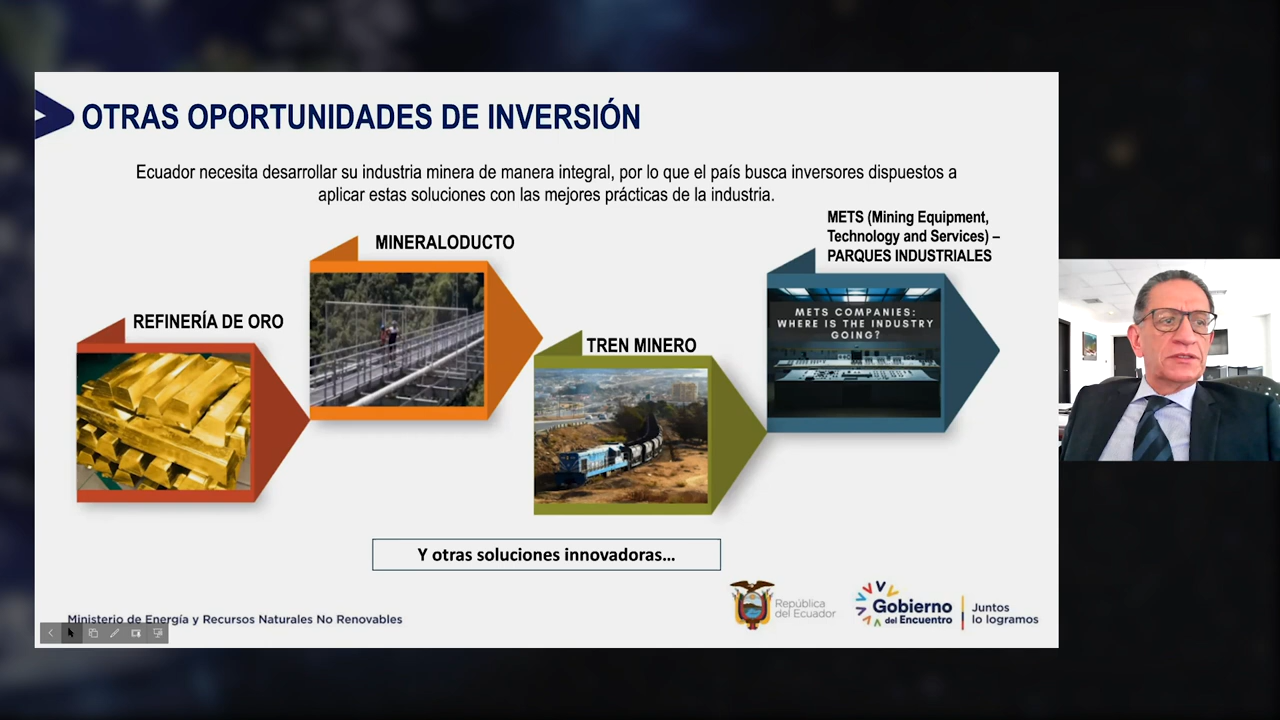 OTRAS OPORTUNIDADES DE INVERSIÓN
Ecuador necesita desarrollar su industria minera de manera integral, por lo que el país busca inversores dispuestos a
aplicar estas soluciones con las mejores prácticas de la industria.
METS (Mining Equipment,
Technology and Services) –
PARQUES INDUSTRIALES
MINERALODUCTO
REFINERÍA DE ORO
TREN MINERO
METS COMPANIES:
WHERE IS THE INDUSTRY
GOING?
Y otras soluciones innovadoras...
República
del Ecuador
Gobierno
del Encuentro
Juntos
lo logramos
Ministerio de Energía y Recursos Naturales No Renovables